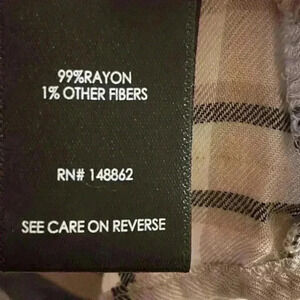 99%RAYON
1% OTHER FIBERS
RN# 148862
SEE CARE ON REVERSE